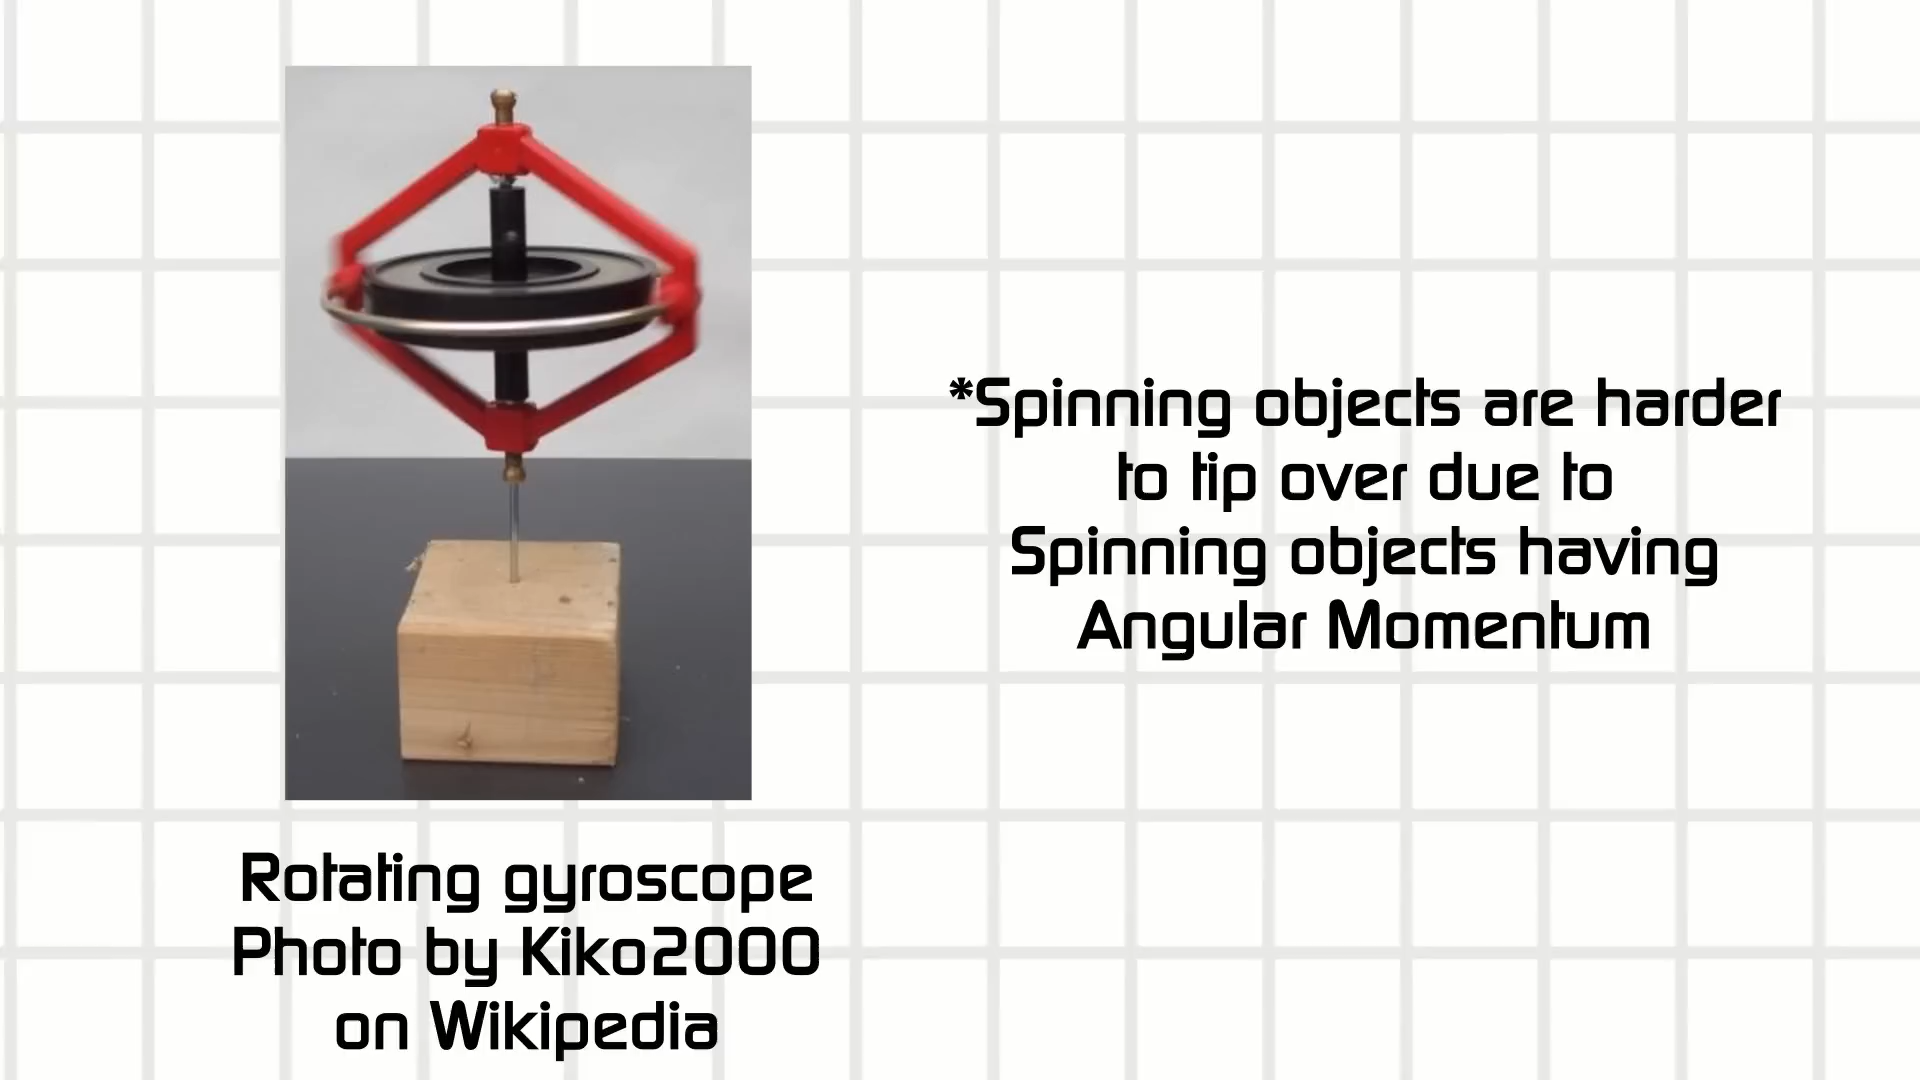 *Spinning objects are harder
to tip over due to
Spinning objects having
Angular Momentum
Rotating gyroscope
Photo by Kiko2000
on Wikipedia